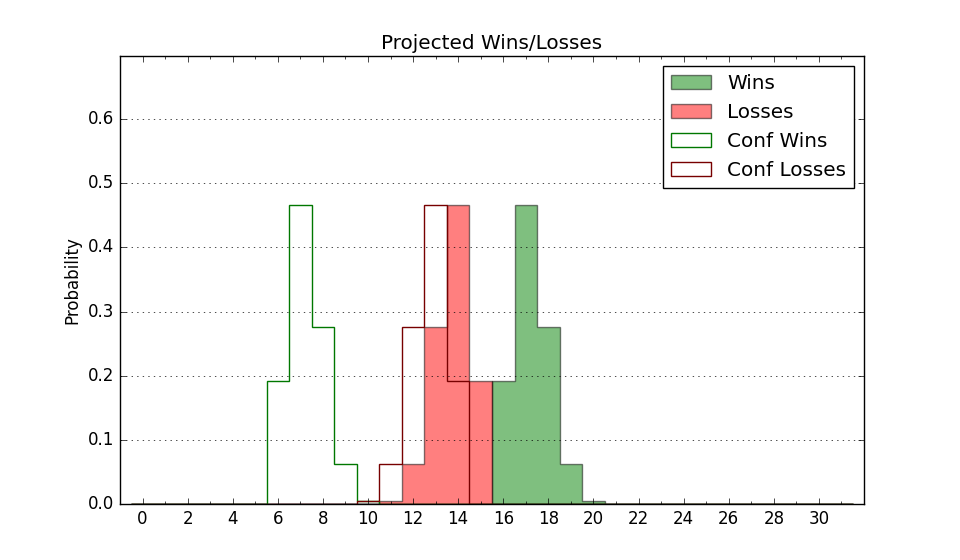 Projected Wins/Losses
Wins
Losses
Conf Wins
Conf Losses
Probability
0.6
0.5
0.4
0.3
0.2
0.1
0.0
0 2 4 6 8 10 12 14 16 18 20 22 24 26 28 30